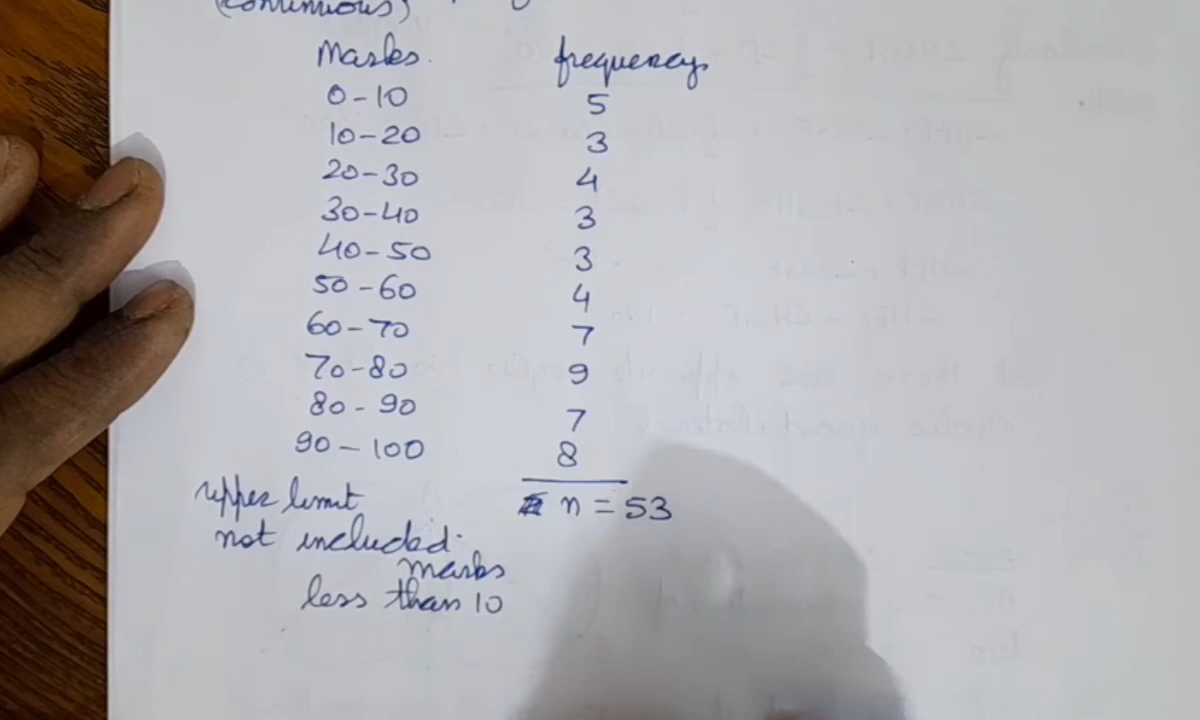 (continuous)
Marks. frequency
0-10 5
10-20 3
20-30 4
30-40 3
40-50 3
50-60 4
60-70 7
70-80 9
80-90 7
90-100 8
upper limit n = 53
not included.
marks
less than 10